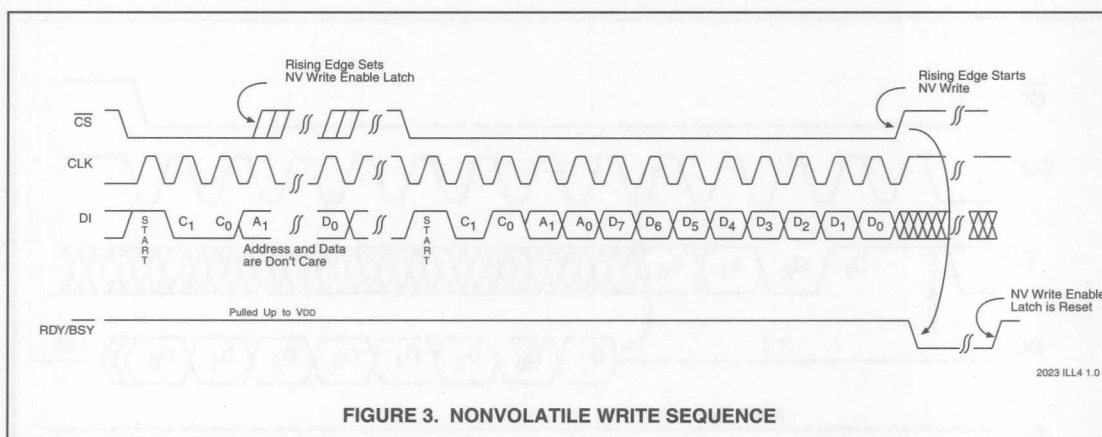 Rising Edge Sets
NV Write Enable Latch
Rising Edge Starts
NV Write
CS
CLK
DI
START
C1
C0
A1
D0
START
C1
C0
A1
A0
D7
D6
D5
D4
D3
D2
D1
D0
Address and Data
are Don't Care
Pulled Up to VDD
RDY/BSY
NV Write Enable
Latch is Reset
2023 ILL4 1.0
FIGURE 3. NONVOLATILE WRITE SEQUENCE